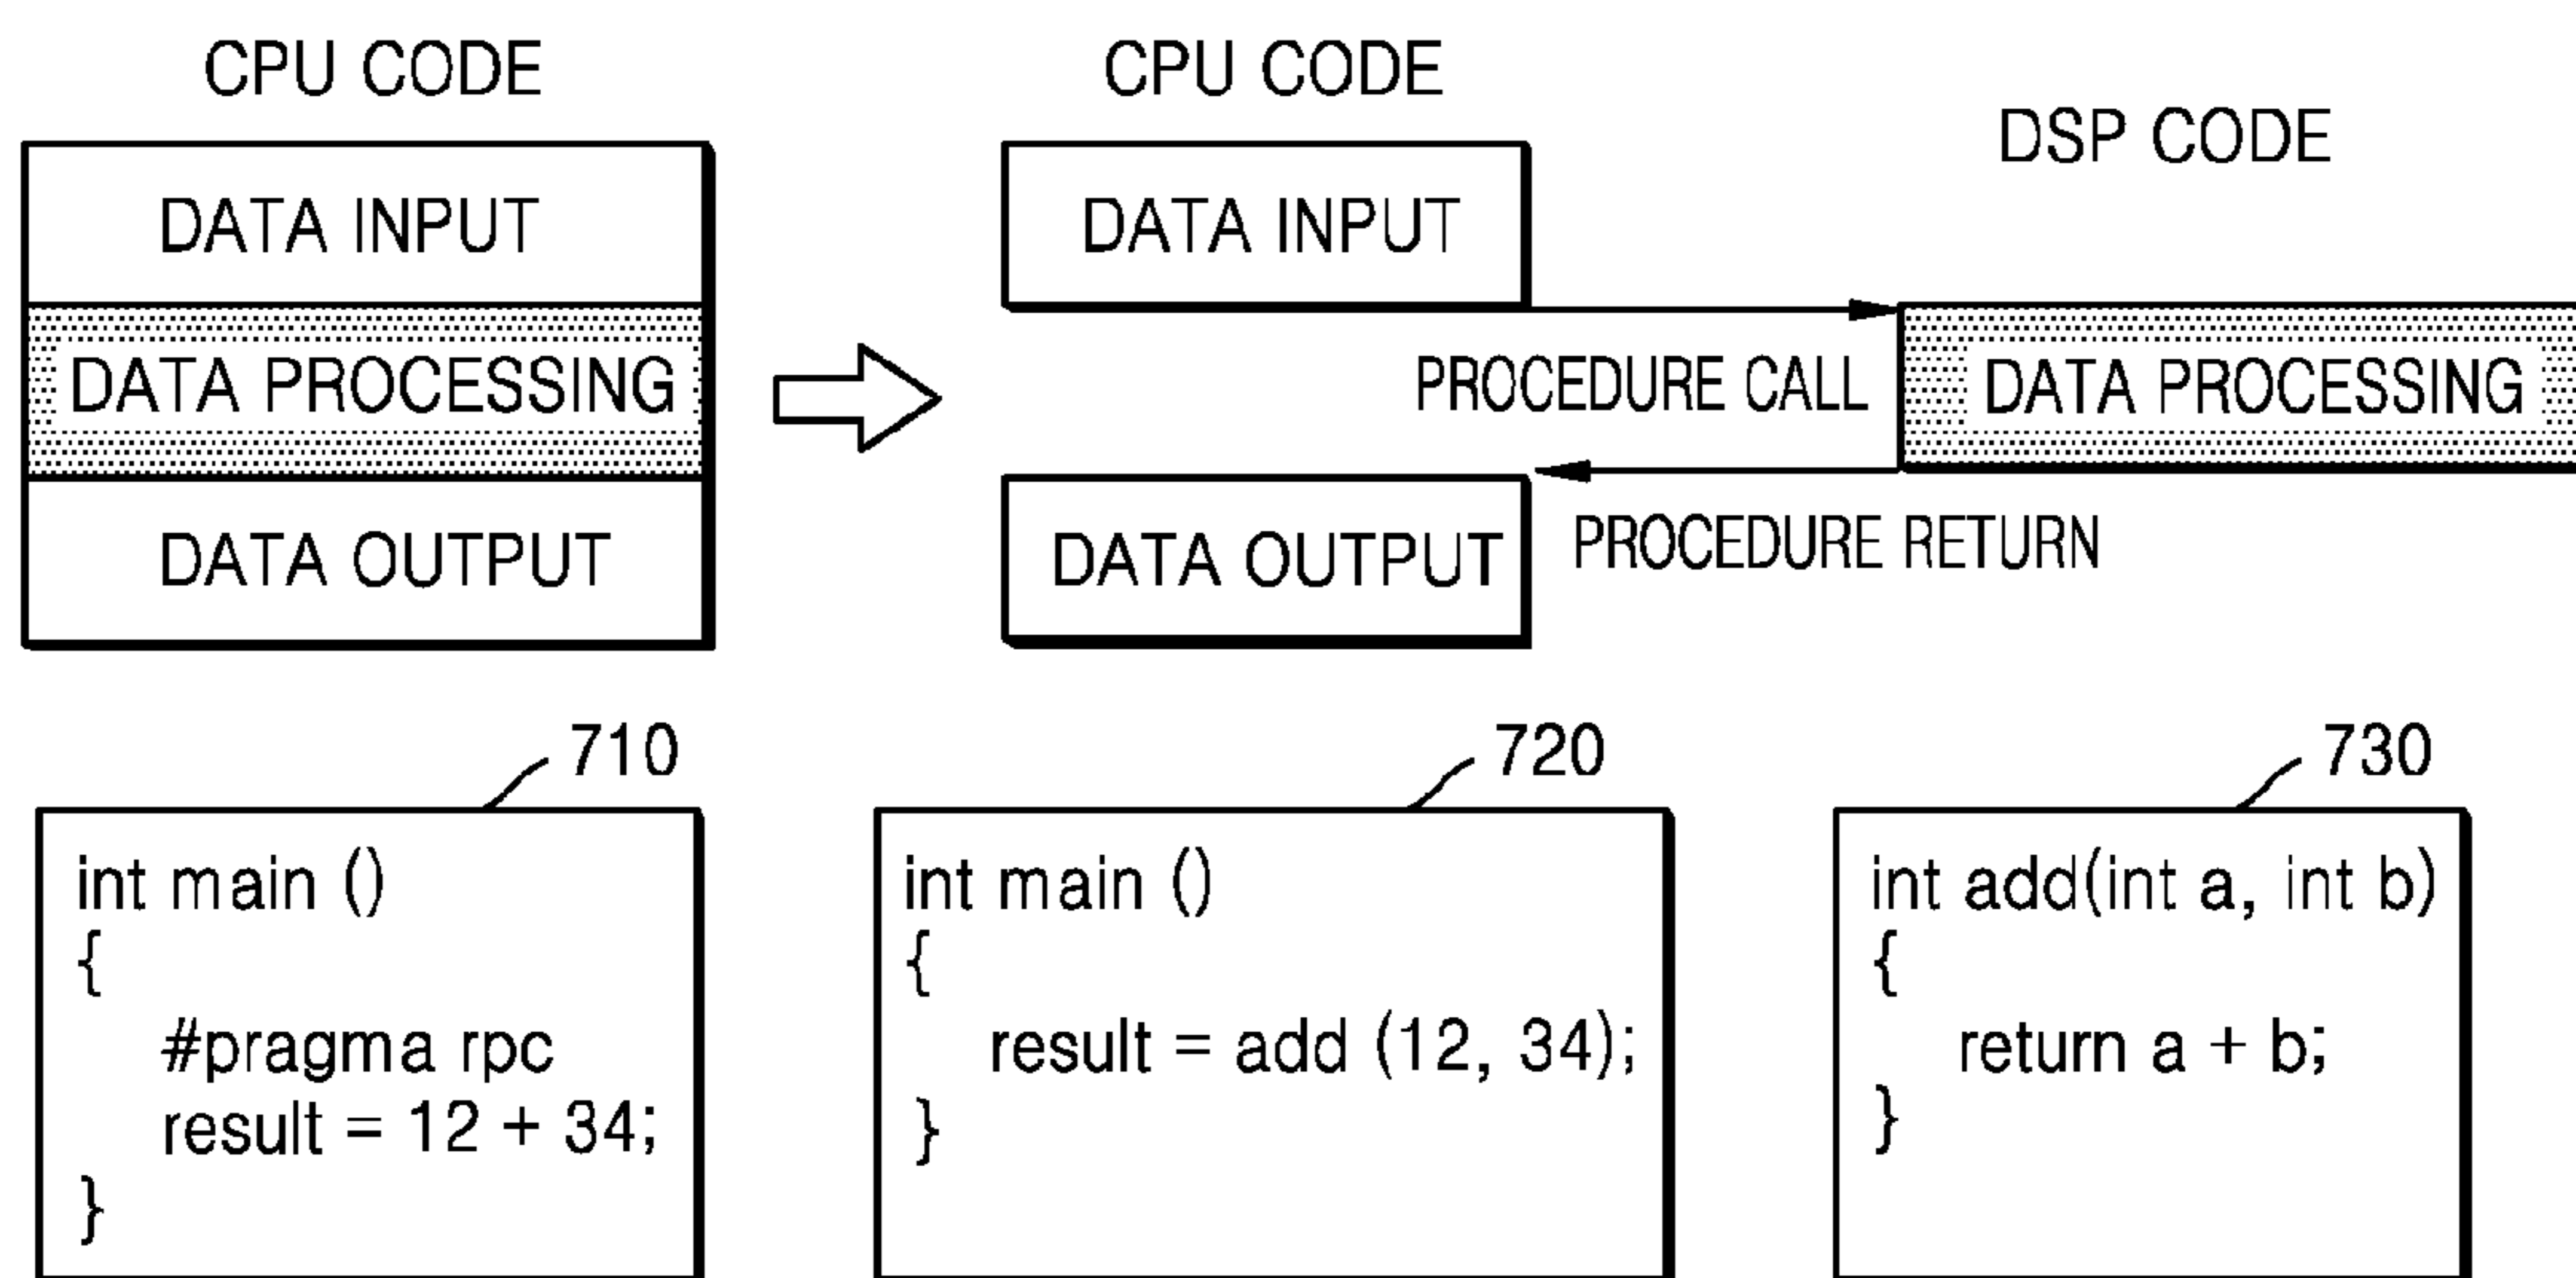 CPU CODE
DATA INPUT
DATA PROCESSING
DATA OUTPUT
CPU CODE
DATA INPUT
DATA OUTPUT
PROCEDURE CALL
PROCEDURE RETURN
DSP CODE
DATA PROCESSING
710
int main ()
{
#pragma rpc
result = 12 + 34;
}
720
int main ()
{
result = add (12, 34);
}
730
int add(int a, int b)
{
return a + b;
}